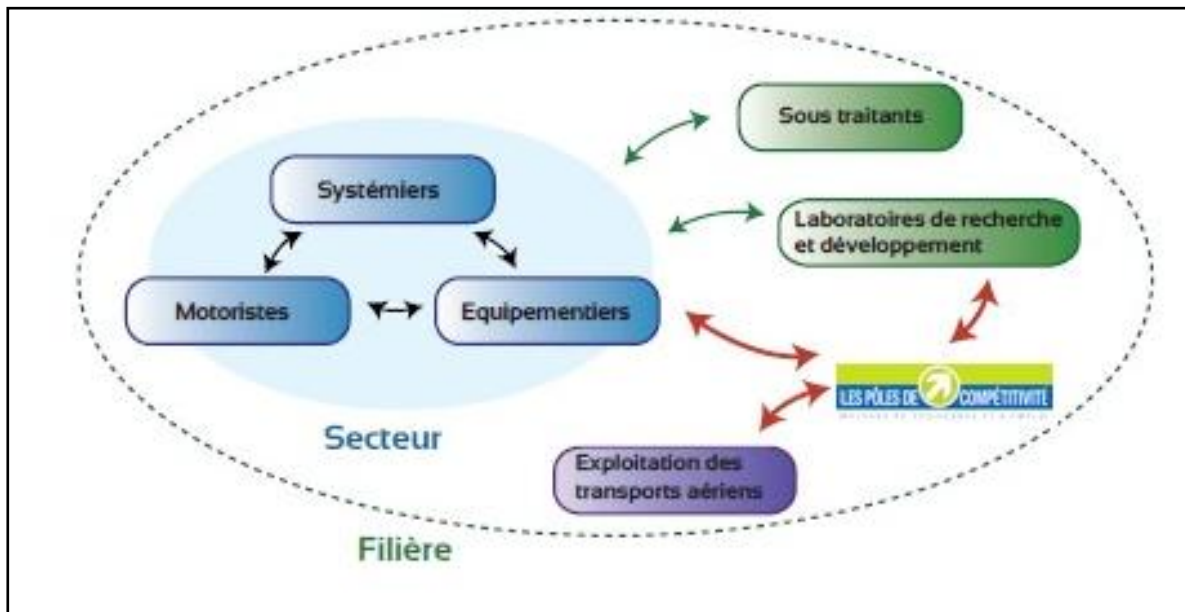 Sous traitants
Systémiers
Laboratoires de recherche
et développement
Motoristes
Equipementiers
LES PÔLES DE COMPÉTITIVITÉ
Secteur
Exploitation des
transports aériens
Filière